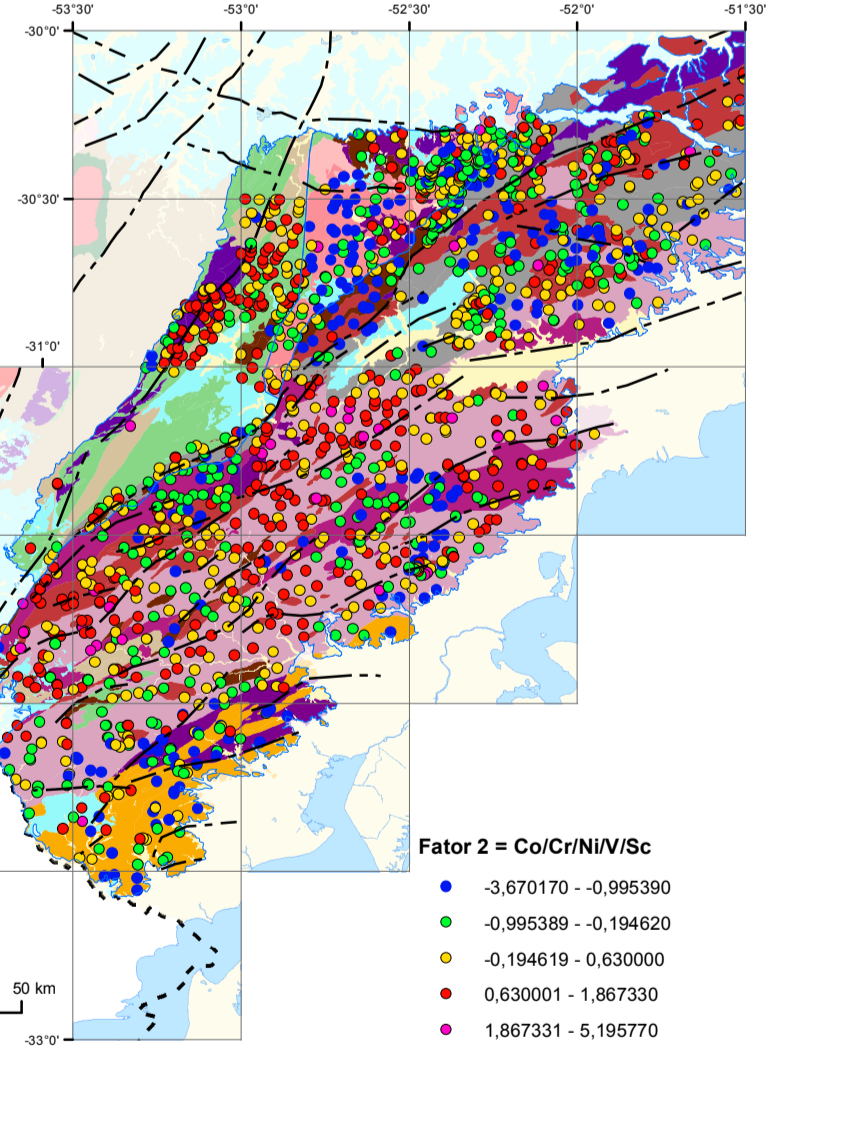 -53°30' -53°0' -52°30' -52°0' -51°30'
-30°0'
-30°30'
-31°0'
Fator 2 = Co/Cr/Ni/V/Sc
-3,670170 - -0,995390
-0,995389 - -0,194620
-0,194619 - 0,630000
0,630001 - 1,867330
1,867331 - 5,195770
50 km
-33°0'